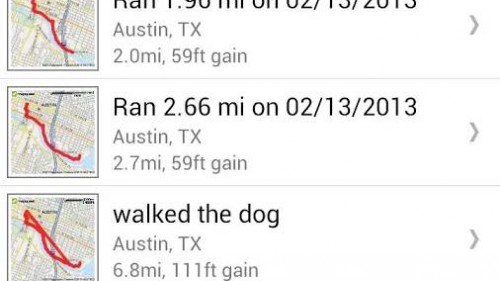 Ran 1.96 mi on 02/13/2013
Austin, TX
2.0mi, 59ft gain
Ran 2.66 mi on 02/13/2013
Austin, TX
2.7mi, 59ft gain
walked the dog
Austin, TX
6.8mi, 111ft gain